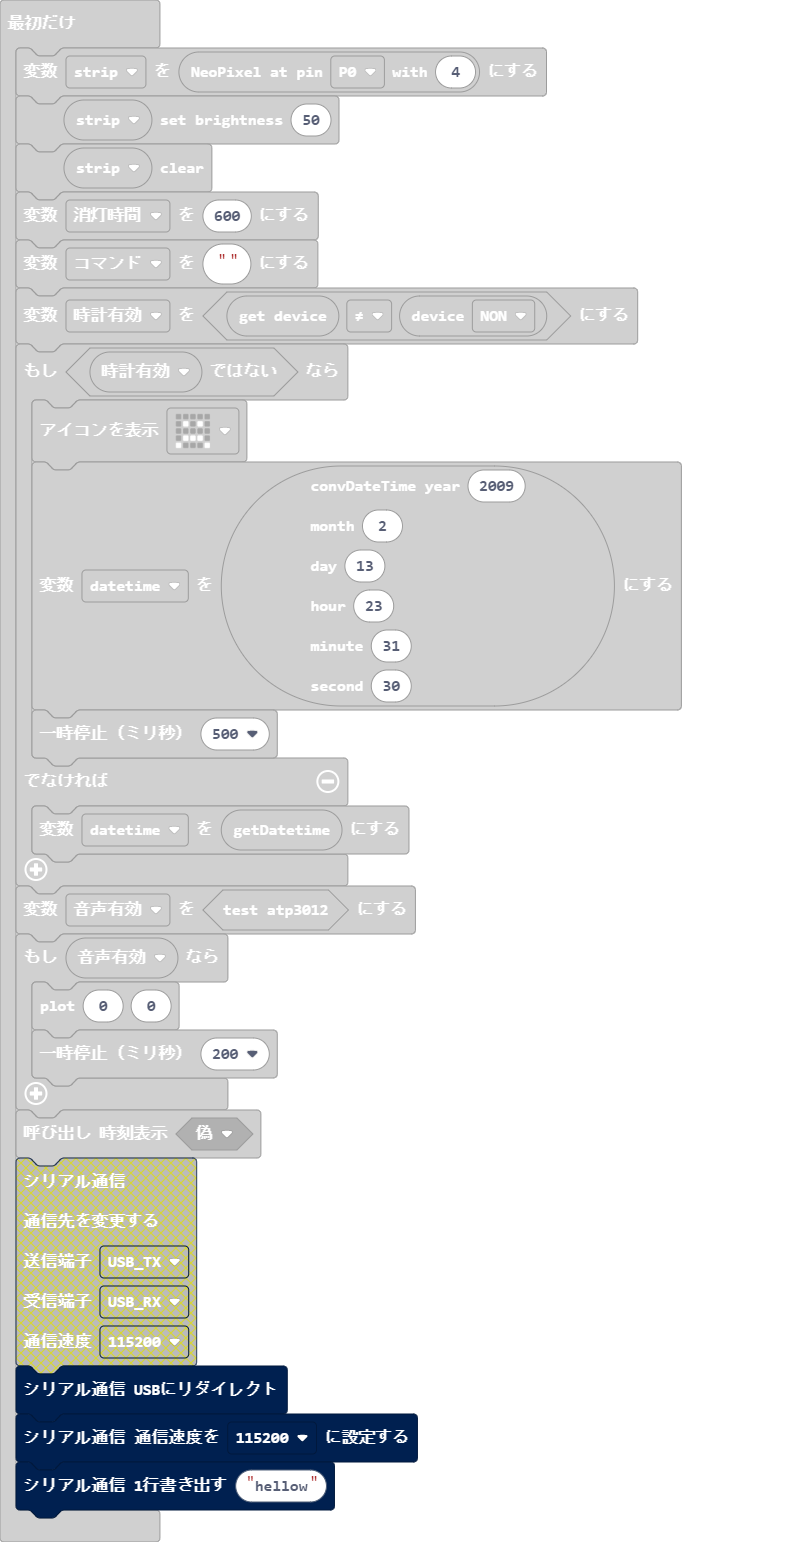 最初だけ
変数 strip を NeoPixel at pin P0 with 4 にする
strip set brightness 50
strip clear
変数 消灯時間 を 600 にする
変数 コマンド を "" にする
変数 時計有効 を get device ≠ device NON にする
もし 時計有効 ではない なら
アイコンを表示
convDateTime year 2009
month 2
day 13
変数 datetime を にする
hour 23
minute 31
second 30
一時停止（ミリ秒） 500
でなければ
変数 datetime を getDatetime にする
変数 音声有効 を test atp3012 にする
もし 音声有効 なら
plot 0 0
一時停止（ミリ秒） 200
呼び出し 時刻表示 偽
シリアル通信
通信先を変更する
送信端子 USB_TX
受信端子 USB_RX
通信速度 115200
シリアル通信 USBにリダイレクト
シリアル通信 通信速度を 115200 に設定する
シリアル通信 1行書き出す "hellow"